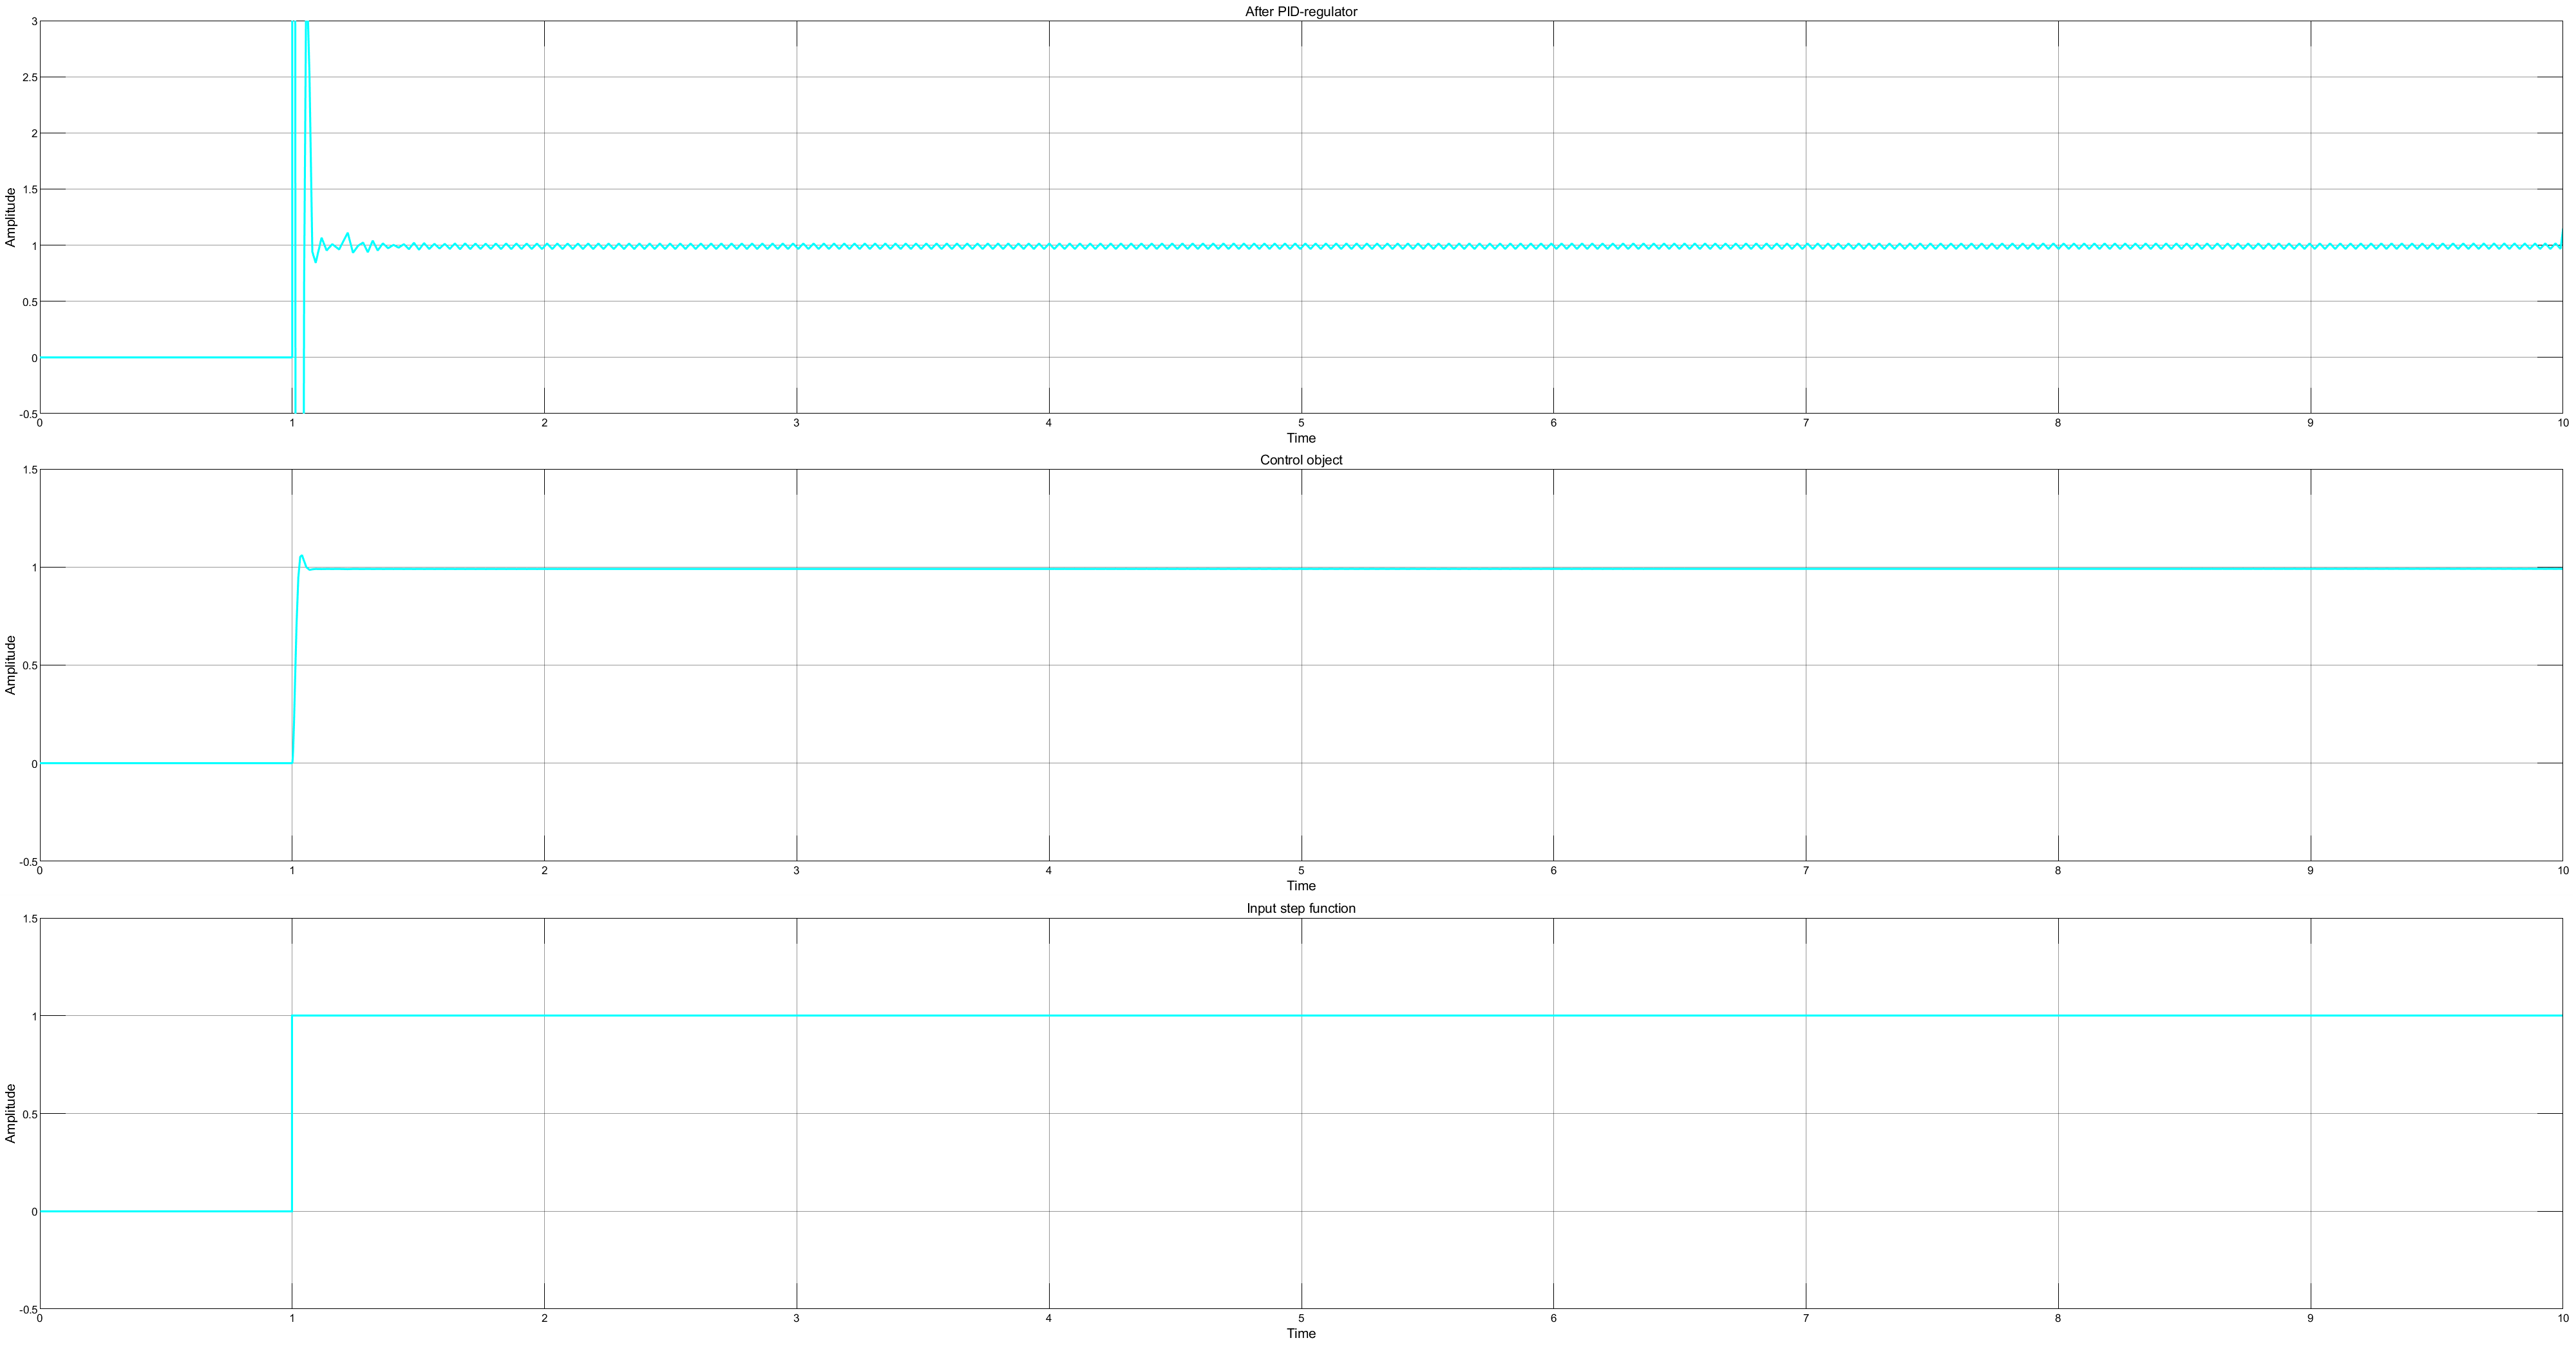 After PID-regulator
3
2.5
2
1.5
1
0.5
0
-0.5
Amplitude
0 1 2 3 4 5 6 7 8 9 10
Time
Control object
1.5
1
0.5
0
-0.5
Amplitude
0 1 2 3 4 5 6 7 8 9 10
Time
Input step function
1.5
1
0.5
0
-0.5
Amplitude
0 1 2 3 4 5 6 7 8 9 10
Time